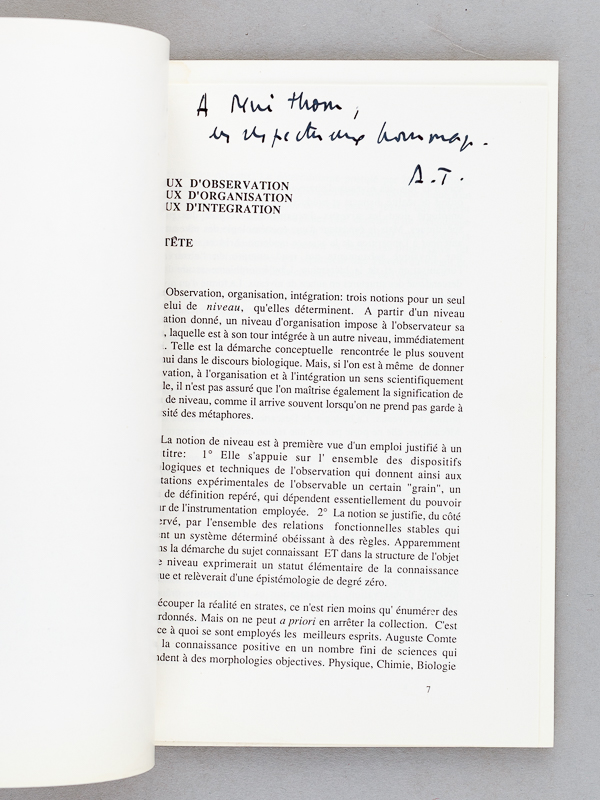 A René Thom,
en respectueux hommage.
A.T.
UX D'OBSERVATION
UX D'ORGANISATION
UX D'INTEGRATION
TÊTE
Observation, organisation, intégration: trois notions pour un seul
elui de niveau, qu'elles déterminent. A partir d'un niveau
ation donné, un niveau d'organisation impose à l'observateur sa
, laquelle est à son tour intégrée à un autre niveau, immédiatement
. Telle est la démarche conceptuelle rencontrée le plus souvent
hui dans le discours biologique. Mais, si l'on est à même de donner
vation, à l'organisation et à l'intégration un sens scientifiquement
le, il n'est pas assuré que l'on maîtrise également la signification de
de niveau, comme il arrive souvent lorsqu'on ne prend pas garde à
sité des métaphores.
La notion de niveau est à première vue d'un emploi justifié à un
titre: 1° Elle s'appuie sur l' ensemble des dispositifs
logiques et techniques de l'observation qui donnent ainsi aux
tations expérimentales de l'observable un certain "grain", un
de définition repéré, qui dépendent essentiellement du pouvoir
ur de l'instrumentation employée. 2° La notion se justifie, du côté
ervé, par l'ensemble des relations fonctionnelles stables qui
ent un système déterminé obéissant à des règles. Apparemment
ns la démarche du sujet connaissant ET dans la structure de l'objet
e niveau exprimerait un statut élémentaire de la connaissance
que et relèverait d'une épistémologie de degré zéro.
écouper la réalité en strates, ce n'est rien moins qu' énumérer des
rdonnés. Mais on ne peut a priori en arrêter la collection. C'est
ce à quoi se sont employés les meilleurs esprits. Auguste Comte
la connaissance positive en un nombre fini de sciences qui
ndent à des morphologies objectives. Physique, Chimie, Biologie
7